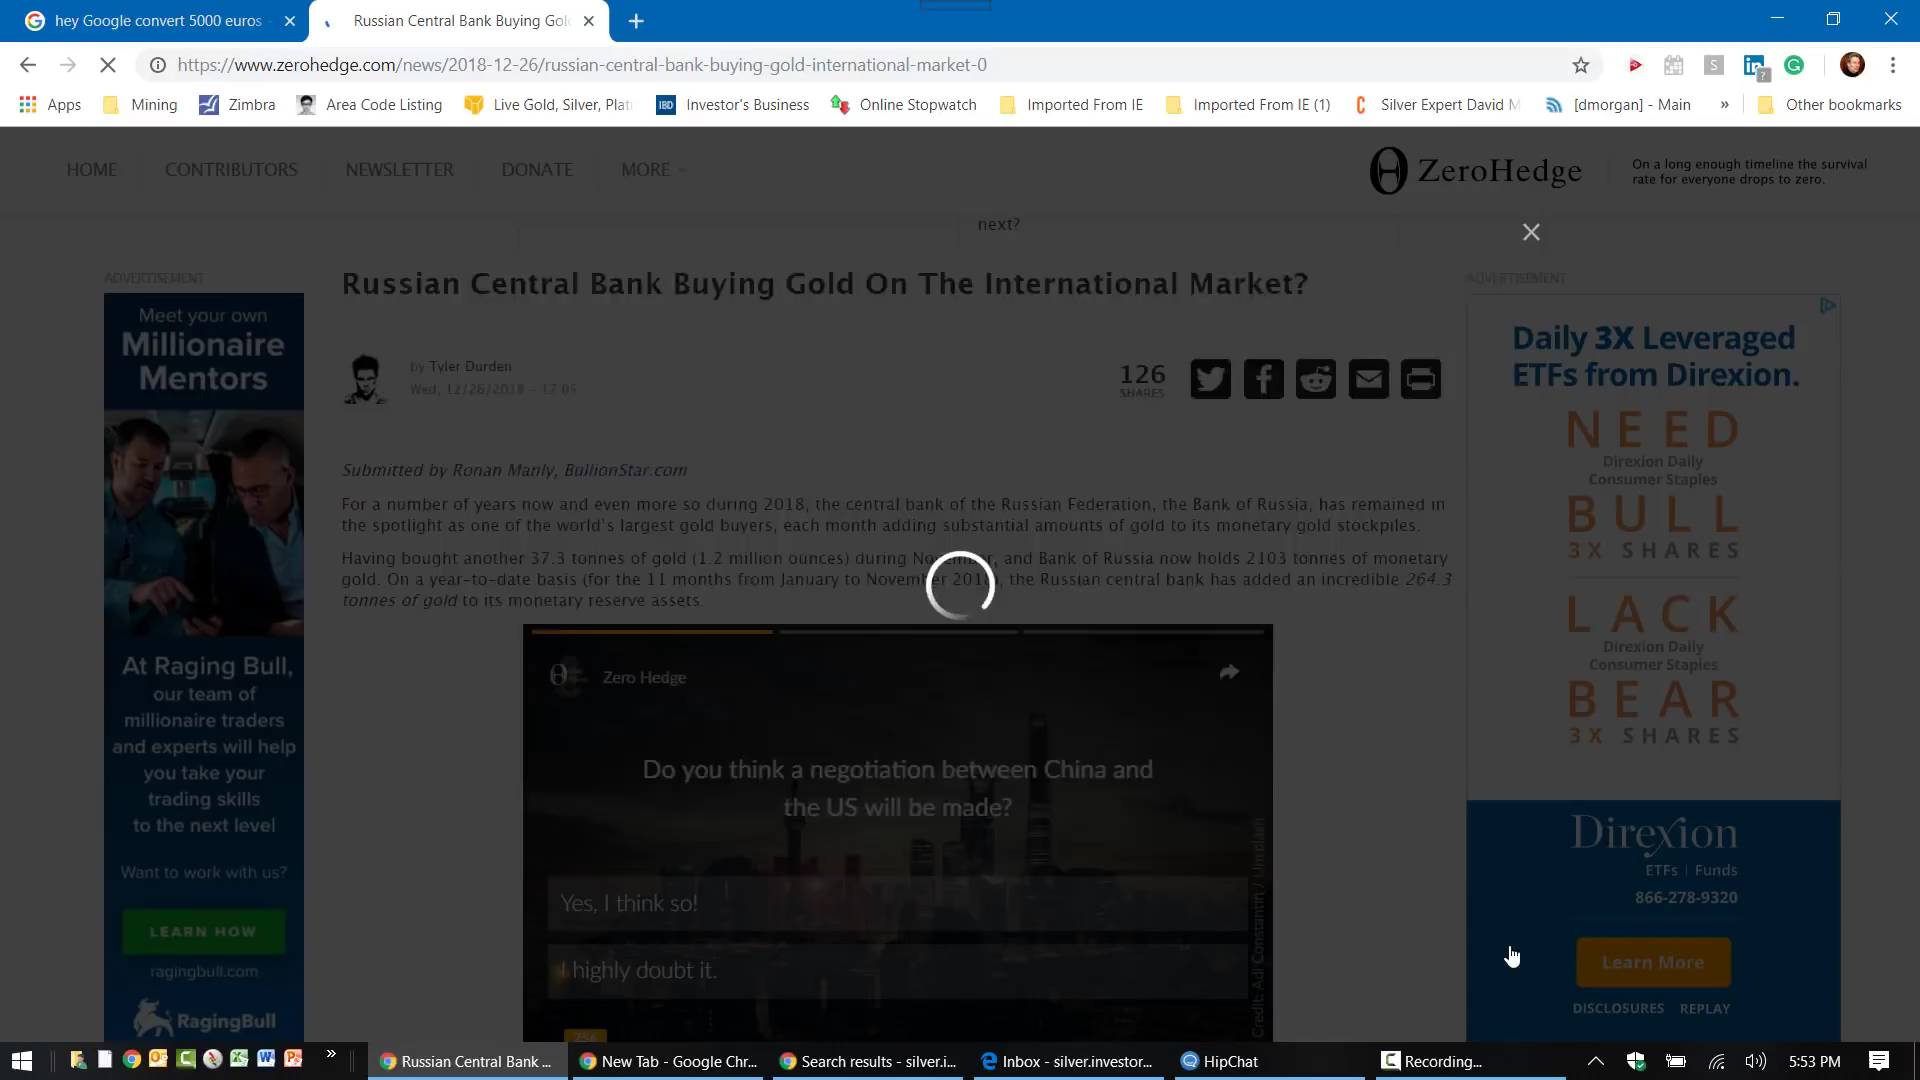 hey Google convert 5000 euros
Russian Central Bank Buying Gol
https://www.zerohedge.com/news/2018-12-26/russian-central-bank-buying-gold-international-market-0
Apps
Mining
Zimbra
Area Code Listing
Live Gold, Silver, Plati
IBD
Investor's Business
Online Stopwatch
Imported From IE
Imported From IE (1)
Silver Expert David M
[dmorgan] - Main
»
Other bookmarks
HOME
CONTRIBUTORS
NEWSLETTER
DONATE
MORE
ZeroHedge
On a long enough timeline the survival
rate for everyone drops to zero.
next?
ADVERTISEMENT
Meet your own
Millionaire
Mentors
At Raging Bull,
our team of
millionaire traders
and experts will help
you take your
trading skills
to the next level
Want to work with us?
LEARN HOW
ragingbull.com
RagingBull
Russian Central Bank Buying Gold On The International Market?
by Tyler Durden
Wed, 12/26/2018 - 17:05
126
SHARES
Submitted by Ronan Manly, BullionStar.com
For a number of years now and even more so during 2018, the central bank of the Russian Federation, the Bank of Russia, has remained in
the spotlight as one of the world's largest gold buyers, each month adding substantial amounts of gold to its monetary gold stockpiles.
Having bought another 37.3 tonnes of gold (1.2 million ounces) during November, and Bank of Russia now holds 2103 tonnes of monetary
gold. On a year-to-date basis (for the 11 months from January to November 2018), the Russian central bank has added an incredible 264.3
tonnes of gold to its monetary reserve assets.
Zero Hedge
Do you think a negotiation between China and
the US will be made?
Yes, I think so!
I highly doubt it.
Credit: Adi Constantin / Unsplash
ADVERTISEMENT
Daily 3X Leveraged
ETFs from Direxion.
NEED
Direxion Daily
Consumer Staples
BULL
3X SHARES
LACK
Direxion Daily
Consumer Staples
BEAR
3X SHARES
Direxion
ETFs | Funds
866-278-9320
Learn More
DISCLOSURES REPLAY
Russian Central Bank ...
New Tab - Google Chr...
Search results - silver.i...
Inbox - silver.investor...
HipChat
Recording...
5:53 PM